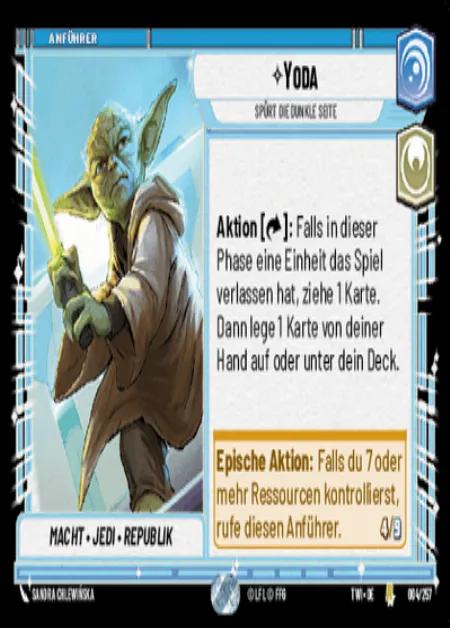 ANFÜHRER
YODA
SPÜRT DIE DUNKLE SEITE
Aktion [ ]: Falls in dieser
Phase eine Einheit das Spiel
verlassen hat, ziehe 1 Karte.
Dann lege 1 Karte von deiner
Hand auf oder unter dein Deck.
Epische Aktion: Falls du 7 oder
mehr Ressourcen kontrollierst,
rufe diesen Anführer. 4/9
MACHT • JEDI • REPUBLIK
SANDRA CHLEWIŃSKA
© LFL © FFG
TWI • DE
004/257